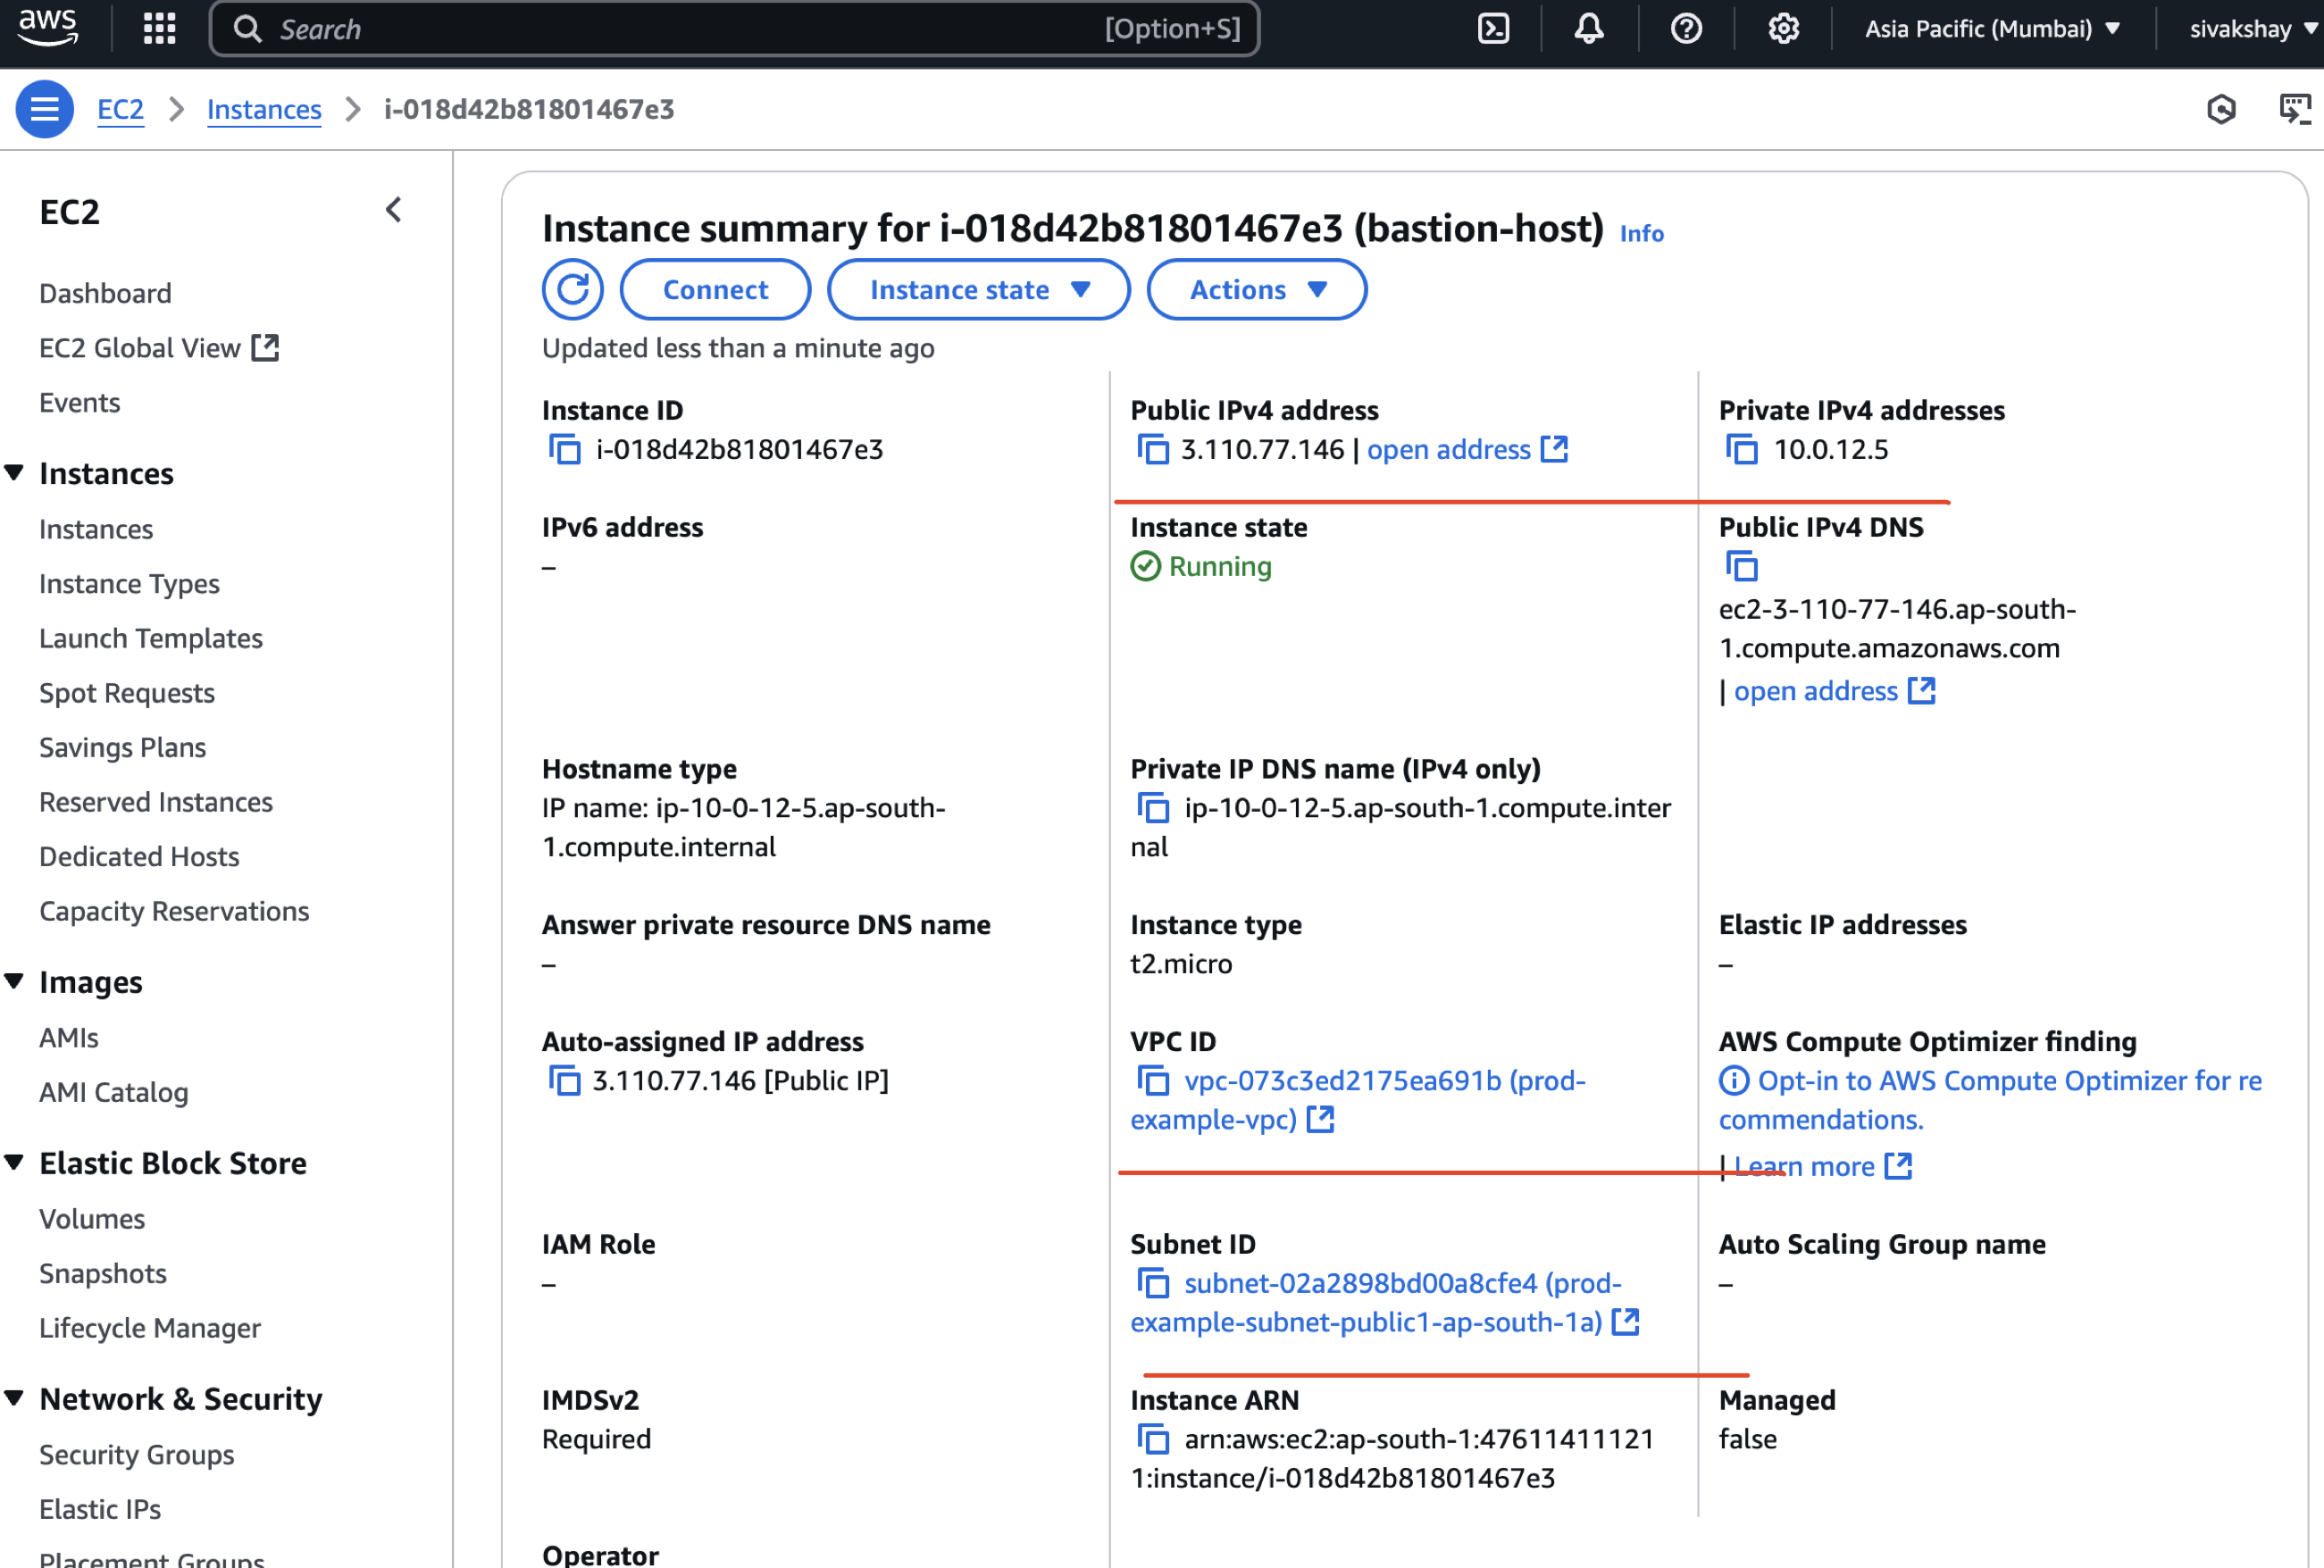 aws
Search
[Option+S]
Asia Pacific (Mumbai)
sivakshay
EC2
Instances
i-018d42b81801467e3
EC2
Dashboard
EC2 Global View
Events
Instances
Instances
Instance Types
Launch Templates
Spot Requests
Savings Plans
Reserved Instances
Dedicated Hosts
Capacity Reservations
Images
AMIs
AMI Catalog
Elastic Block Store
Volumes
Snapshots
Lifecycle Manager
Network & Security
Security Groups
Elastic IPs
Placement Groups
Instance summary for i-018d42b81801467e3 (bastion-host) Info
Connect
Instance state
Actions
Updated less than a minute ago
Instance ID
i-018d42b81801467e3
Public IPv4 address
3.110.77.146 | open address
Private IPv4 addresses
10.0.12.5
IPv6 address
–
Instance state
Running
Public IPv4 DNS
ec2-3-110-77-146.ap-south-
1.compute.amazonaws.com
| open address
Hostname type
IP name: ip-10-0-12-5.ap-south-
1.compute.internal
Private IP DNS name (IPv4 only)
ip-10-0-12-5.ap-south-1.compute.inter
nal
Answer private resource DNS name
–
Instance type
t2.micro
Elastic IP addresses
–
Auto-assigned IP address
3.110.77.146 [Public IP]
VPC ID
vpc-073c3ed2175ea691b (prod-
example-vpc)
AWS Compute Optimizer finding
Opt-in to AWS Compute Optimizer for re
commendations.
| Learn more
IAM Role
–
Subnet ID
subnet-02a2898bd00a8cfe4 (prod-
example-subnet-public1-ap-south-1a)
Auto Scaling Group name
–
IMDSv2
Required
Instance ARN
arn:aws:ec2:ap-south-1:47611411121
1:instance/i-018d42b81801467e3
Managed
false
Operator